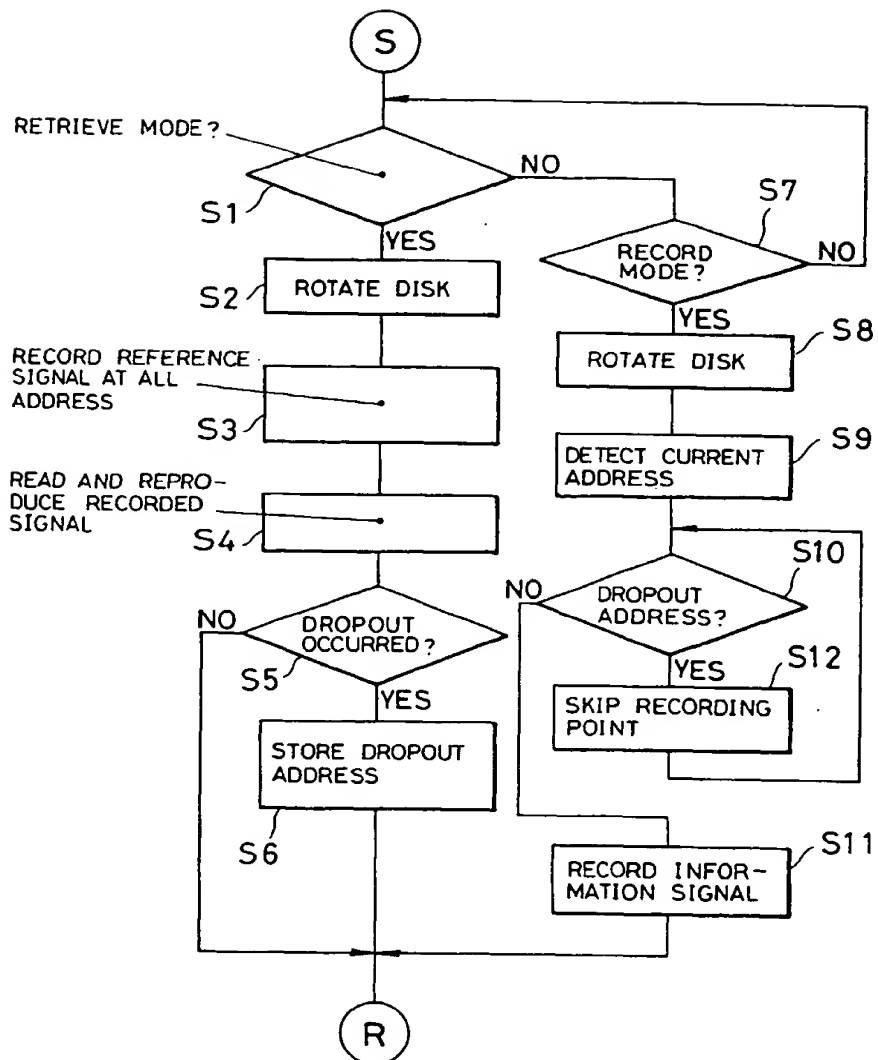 S
RETRIEVE MODE?
NO
S1
S7
YES
RECORD
MODE?
NO
S2
ROTATE DISK
YES
S8
ROTATE DISK
RECORD REFERENCE
SIGNAL AT ALL
ADDRESS
S3
S9
DETECT CURRENT
ADDRESS
READ AND REPRO-
DUCE RECORDED
SIGNAL
S4
S10
NO
DROPOUT
ADDRESS?
NO
DROPOUT
OCCURRED?
S5
YES
S12
SKIP RECORDING
POINT
YES
STORE DROPOUT
ADDRESS
S6
S11
RECORD INFOR-
MATION SIGNAL
R